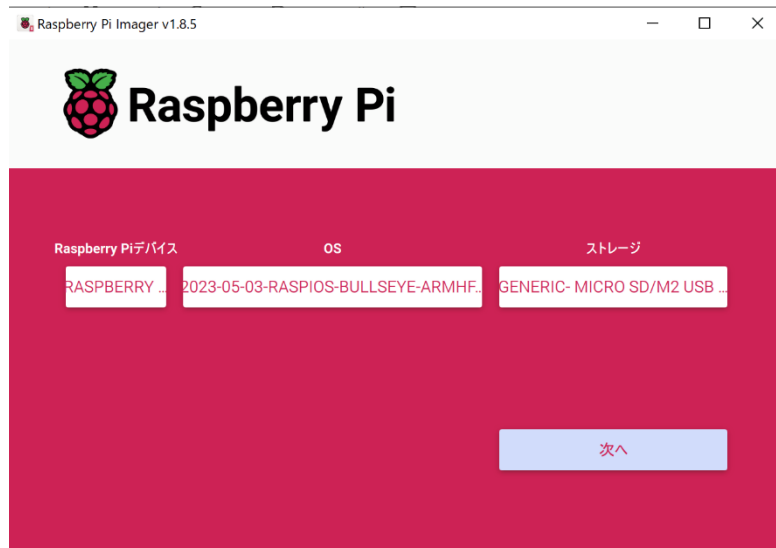 Raspberry Pi Imager v1.8.5
Raspberry Pi
Raspberry Piデバイス OS ストレージ
RASPBERRY ... 2023-05-03-RASPIOS-BULLSEYE-ARMHF... GENERIC- MICRO SD/M2 USB ...
次へ